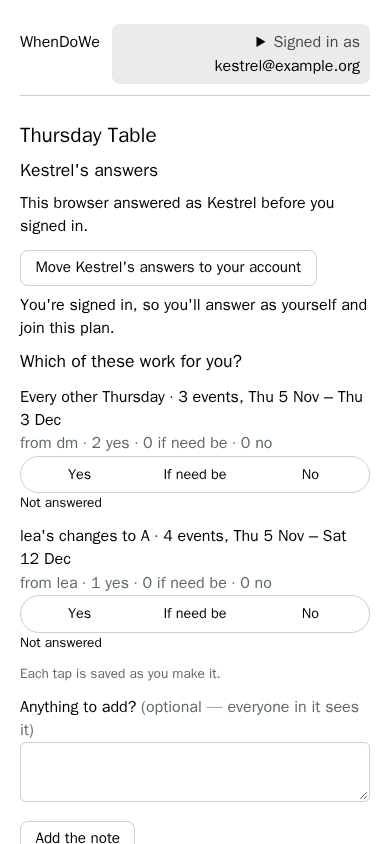 WhenDoWe
▶ Signed in as
kestrel@example.org
Thursday Table
Kestrel's answers
This browser answered as Kestrel before you
signed in.
Move Kestrel's answers to your account
You're signed in, so you'll answer as yourself and
join this plan.
Which of these work for you?
Every other Thursday · 3 events, Thu 5 Nov – Thu
3 Dec
from dm · 2 yes · 0 if need be · 0 no
Yes If need be No
Not answered
lea's changes to A · 4 events, Thu 5 Nov – Sat
12 Dec
from lea · 1 yes · 0 if need be · 0 no
Yes If need be No
Not answered
Each tap is saved as you make it.
Anything to add? (optional — everyone in it sees
it)
Add the note